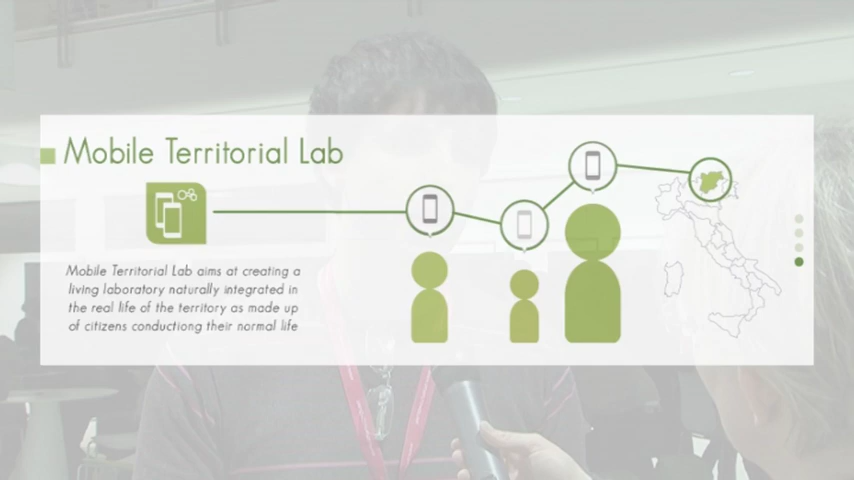 Mobile Territorial Lab
Mobile Territorial Lab aims at creating a
living laboratory naturally integrated in
the real life of the territory as made up
of citizens conductiong their normal life